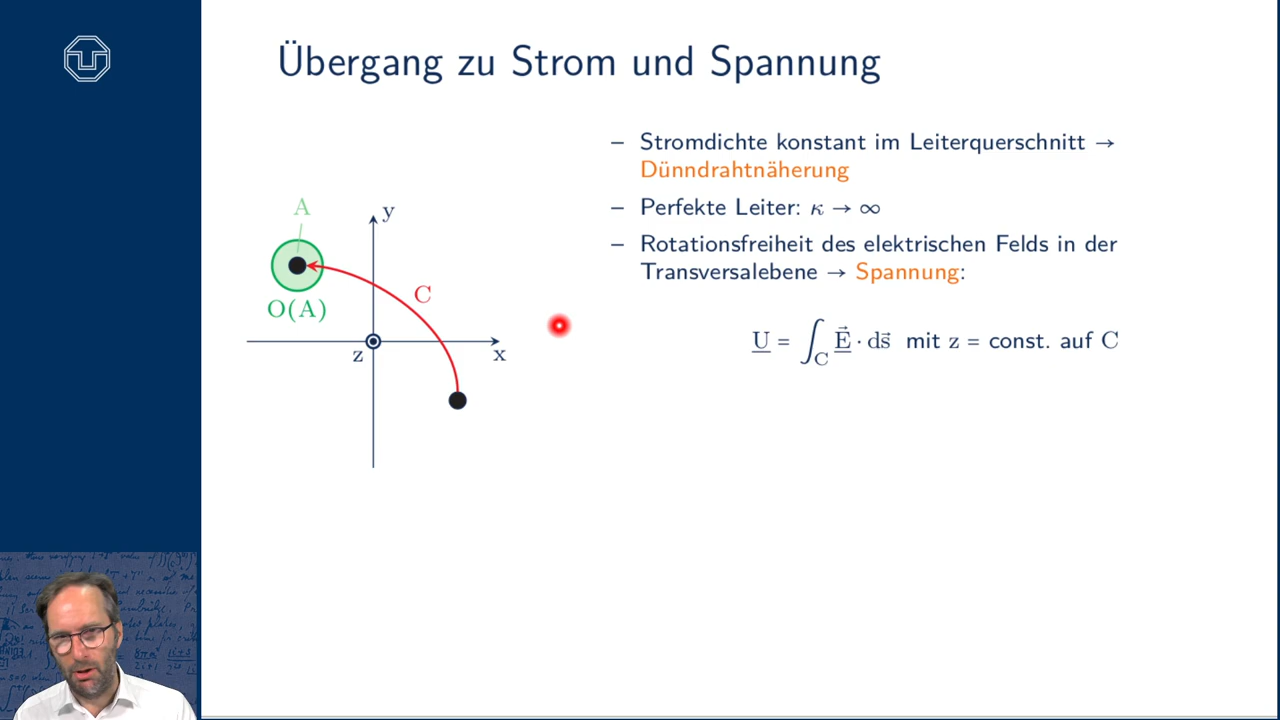 Übergang zu Strom und Spannung
– Stromdichte konstant im Leiterquerschnitt →
Dünndrahtnäherung
– Perfekte Leiter: κ → ∞
– Rotationsfreiheit des elektrischen Felds in der
Transversalebene → Spannung:
U = ∫_C E⃗ · ds⃗ mit z = const. auf C
A
y
C
O(A)
z
x